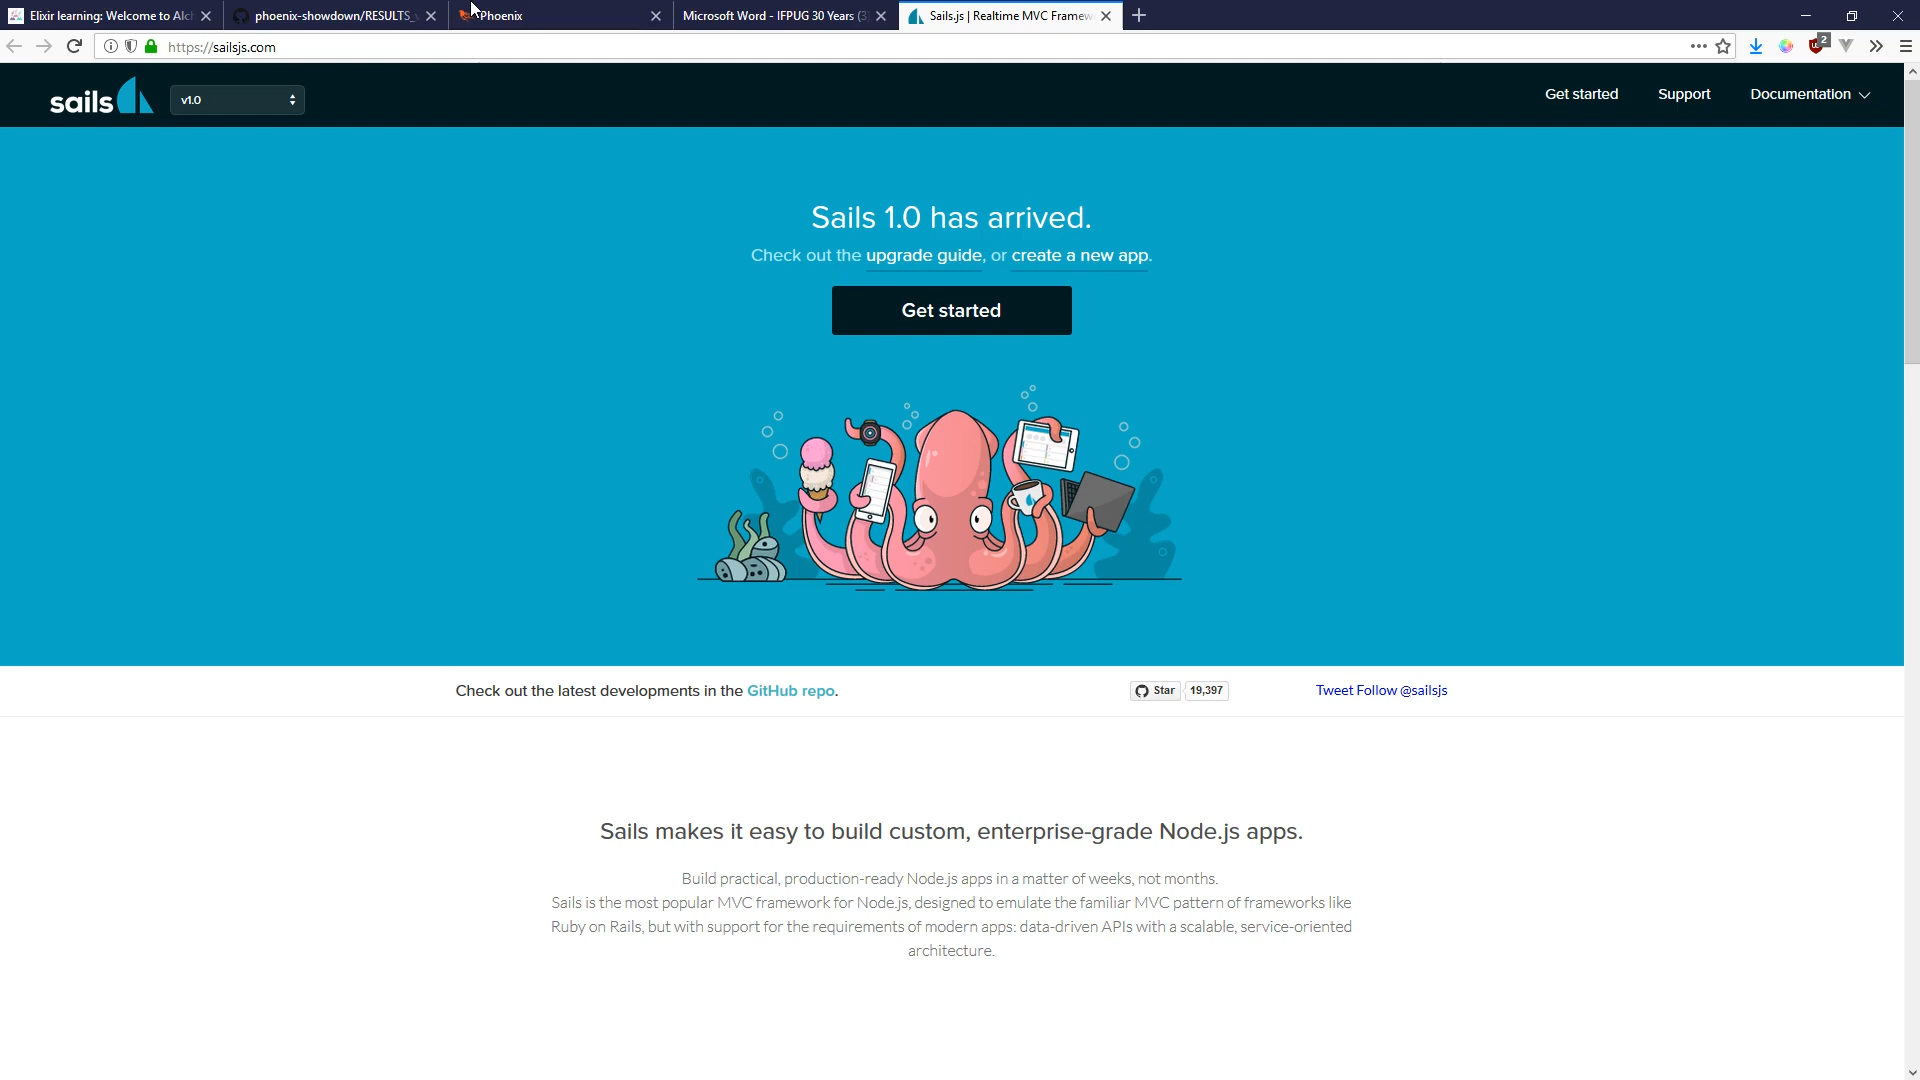 Elixir learning: Welcome to Alc
phoenix-showdown/RESULTS_
Phoenix
Microsoft Word - IFPUG 30 Years (3
Sails.js | Realtime MVC Framew
https://sailsjs.com
2
sails
v1.0
Get started
Support
Documentation
Sails 1.0 has arrived.
Check out the upgrade guide, or create a new app.
Get started
Check out the latest developments in the GitHub repo.
Star
19,397
Tweet Follow @sailsjs
Sails makes it easy to build custom, enterprise-grade Node.js apps.
Build practical, production-ready Node.js apps in a matter of weeks, not months.
Sails is the most popular MVC framework for Node.js, designed to emulate the familiar MVC pattern of frameworks like
Ruby on Rails, but with support for the requirements of modern apps: data-driven APIs with a scalable, service-oriented
architecture.